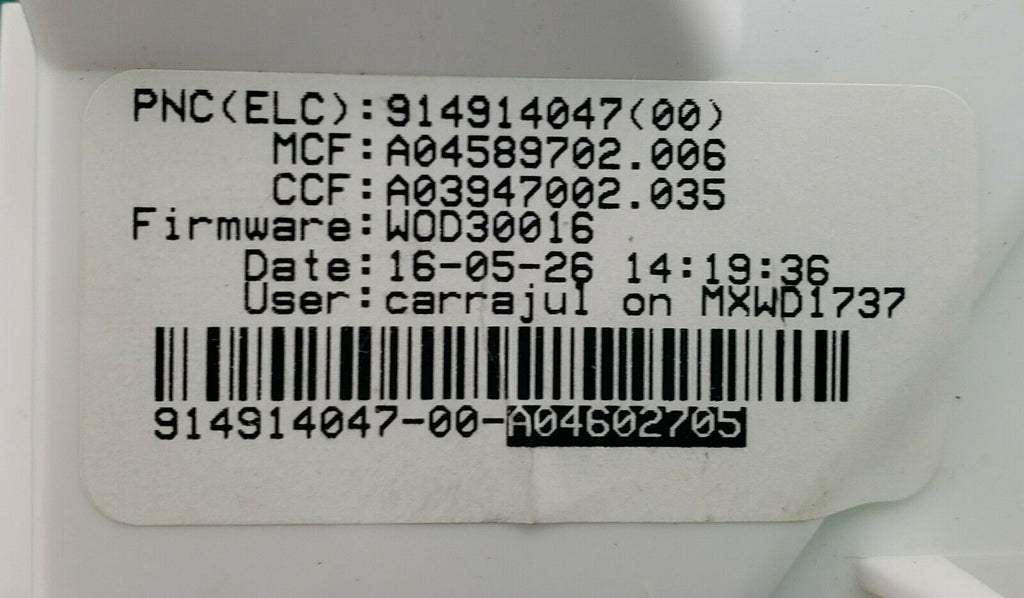 PNC(ELC):914914047(00)
MCF:A04589702.006
CCF:A03947002.035
Firmware:WOD30016
Date:16-05-26 14:19:36
User:carrajul on MXWD1737
914914047-00-A04602705